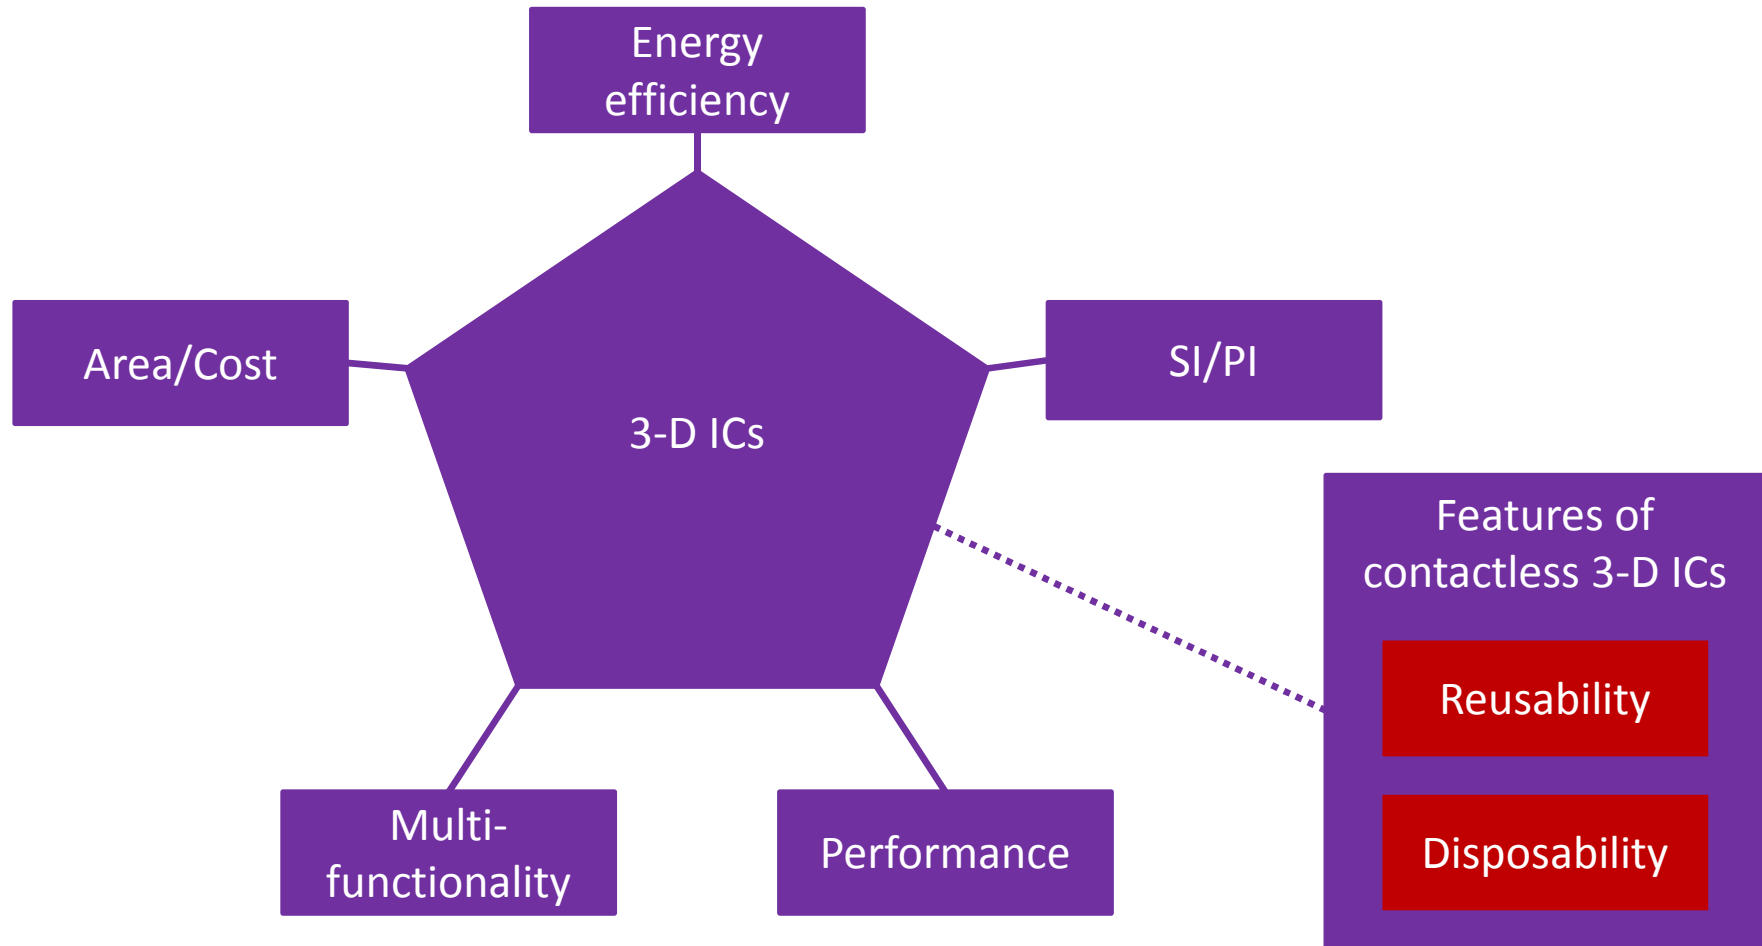 Energy
efficiency
Area/Cost
SI/PI
3-D ICs
Features of
contactless 3-D ICs
Reusability
Disposability
Multi-
functionality
Performance